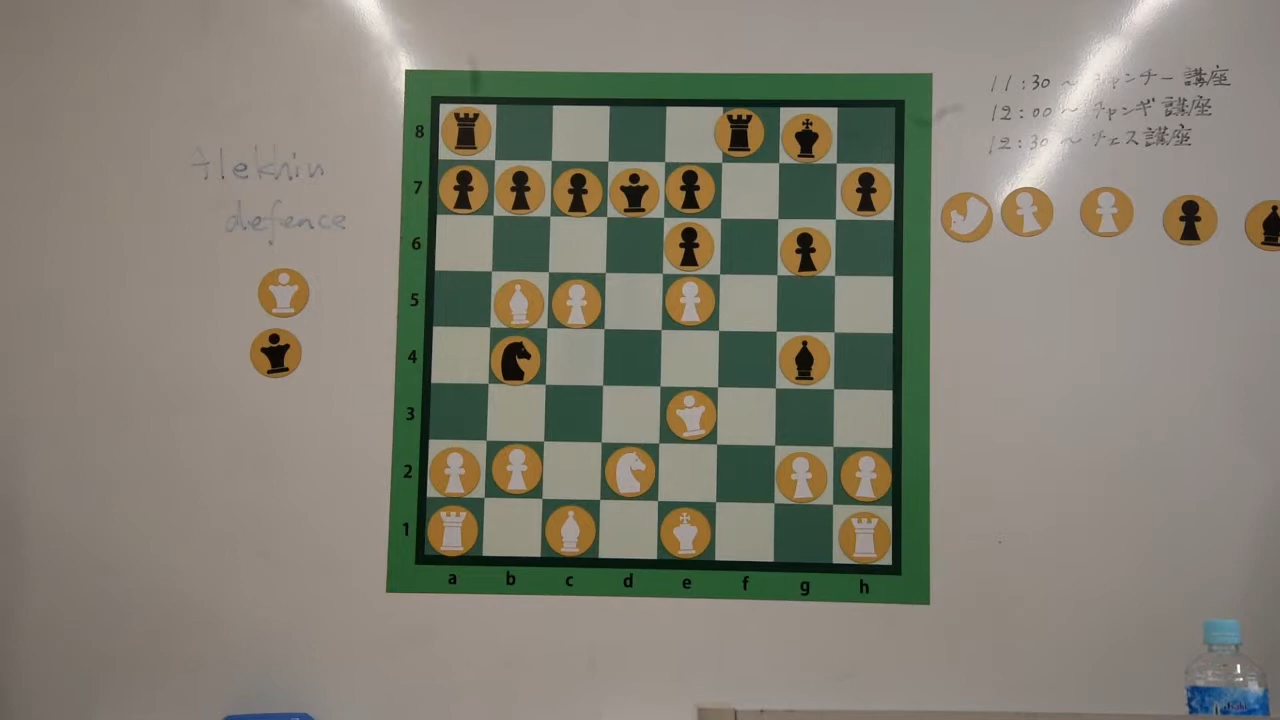 Alekhin
defence
8
7
6
5
4
3
2
1
a b c d e f g h
11:30 ~ シャンチー 講座
12:00 ~ チャンギ 講座
12:30 ~ チェス講座